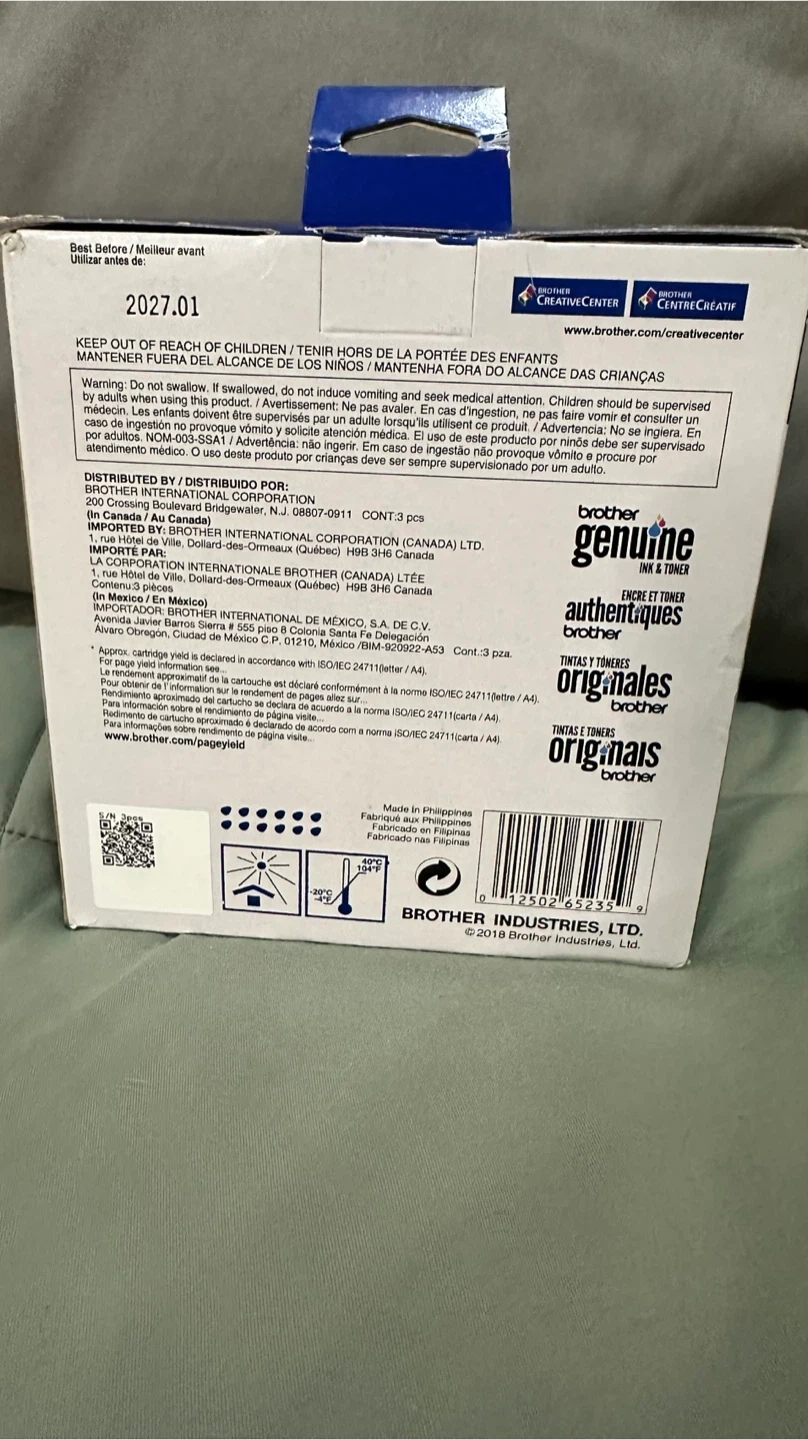 Best Before / Meilleur avant
Utilizar antes de:
2027.01
BROTHER
CREATIVECENTER
BROTHER
CENTRECRÉATIF
www.brother.com/creativecenter
KEEP OUT OF REACH OF CHILDREN / TENIR HORS DE LA PORTÉE DES ENFANTS
MANTENER FUERA DEL ALCANCE DE LOS NIÑOS / MANTENHA FORA DO ALCANCE DAS CRIANÇAS
Warning: Do not swallow. If swallowed, do not induce vomiting and seek medical attention. Children should be supervised
by adults when using this product. / Avertissement: Ne pas avaler. En cas d'ingestion, ne pas faire vomir et consulter un
médecin. Les enfants doivent être supervisés par un adulte lorsqu'ils utilisent ce produit. / Advertencia: No se ingiera. En
caso de ingestión no provoque vómito y solicite atención médica. El uso de este producto por niños debe ser supervisado
por adultos. NOM-003-SSA1 / Advertência: não ingerir. Em caso de ingestão não provoque vômito e procure por
atendimento médico. O uso deste produto por crianças deve ser sempre supervisionado por um adulto.
DISTRIBUTED BY / DISTRIBUIDO POR:
BROTHER INTERNATIONAL CORPORATION
200 Crossing Boulevard Bridgewater, N.J. 08807-0911 CONT:3 pcs
(In Canada / Au Canada)
IMPORTED BY: BROTHER INTERNATIONAL CORPORATION (CANADA) LTD.
1, rue Hôtel de Ville, Dollard-des-Ormeaux (Québec) H9B 3H6 Canada
IMPORTÉ PAR:
LA CORPORATION INTERNATIONALE BROTHER (CANADA) LTÉE
1, rue Hôtel de Ville, Dollard-des-Ormeaux (Québec) H9B 3H6 Canada
Contenu:3 pièces
(In Mexico / En México)
IMPORTADOR: BROTHER INTERNATIONAL DE MÉXICO, S.A. DE C.V.
Avenida Javier Barros Sierra # 555 piso 8 Colonia Santa Fe Delegación
Álvaro Obregón, Ciudad de México C.P. 01210, México /BIM-920922-A53 Cont.:3 pza.
* Approx. cartridge yield is declared in accordance with ISO/IEC 24711(letter / A4).
For page yield information see...
Le rendement approximatif de la cartouche est déclaré conformément à la norme ISO/IEC 24711(lettre / A4).
Pour obtenir de l'information sur le rendement de pages allez sur...
Rendimiento aproximado del cartucho se declara de acuerdo a la norma ISO/IEC 24711(carta / A4).
Para información sobre el rendimiento de página visite...
Redimento de cartucho aproximado é declarado de acordo com a norma ISO/IEC 24711(carta / A4).
Para informações sobre rendimento de página visite...
www.brother.com/pageyield
brother
genuine
INK & TONER
ENCRE ET TONER
authentiques
brother
TINTAS Y TÓNERES
originales
brother
TINTAS E TONERS
originais
brother
S/N 3pcs
-20°C
-4°F
40°C
104°F
Made in Philippines
Fabriqué aux Philippines
Fabricado en Filipinas
Fabricado nas Filipinas
0 12502 65235 9
BROTHER INDUSTRIES, LTD.
© 2018 Brother Industries, Ltd.